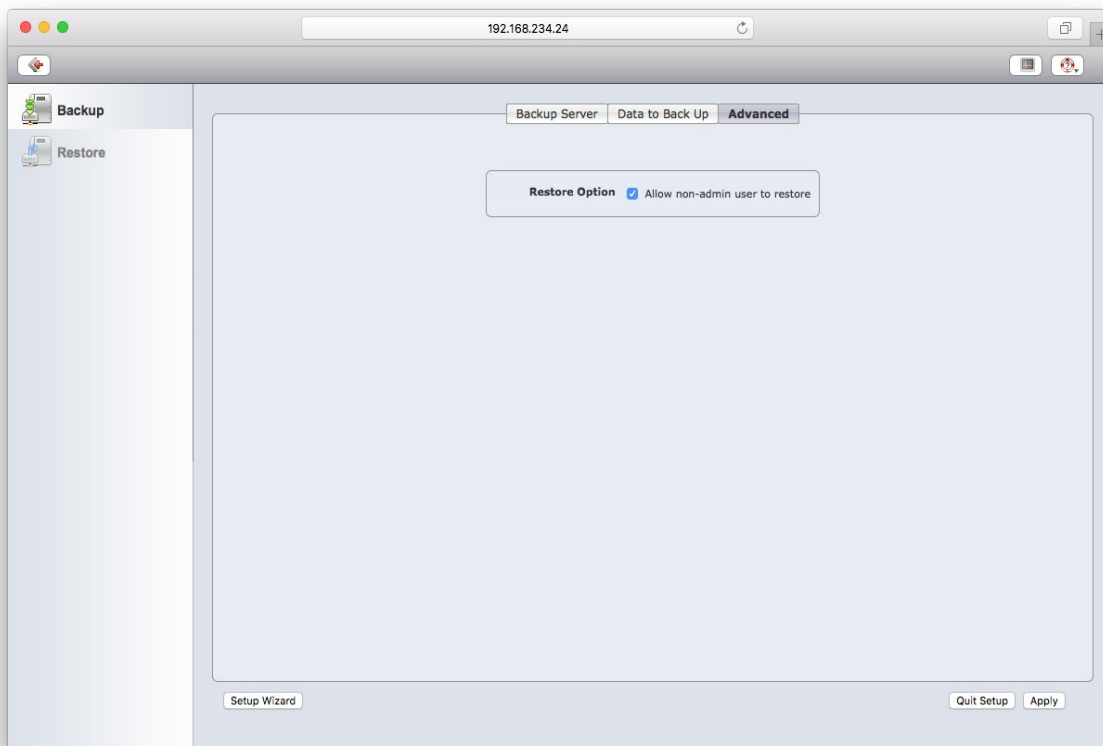 192.168.234.24
Backup
Restore
Backup Server Data to Back Up Advanced
Restore Option Allow non-admin user to restore
Setup Wizard Quit Setup Apply